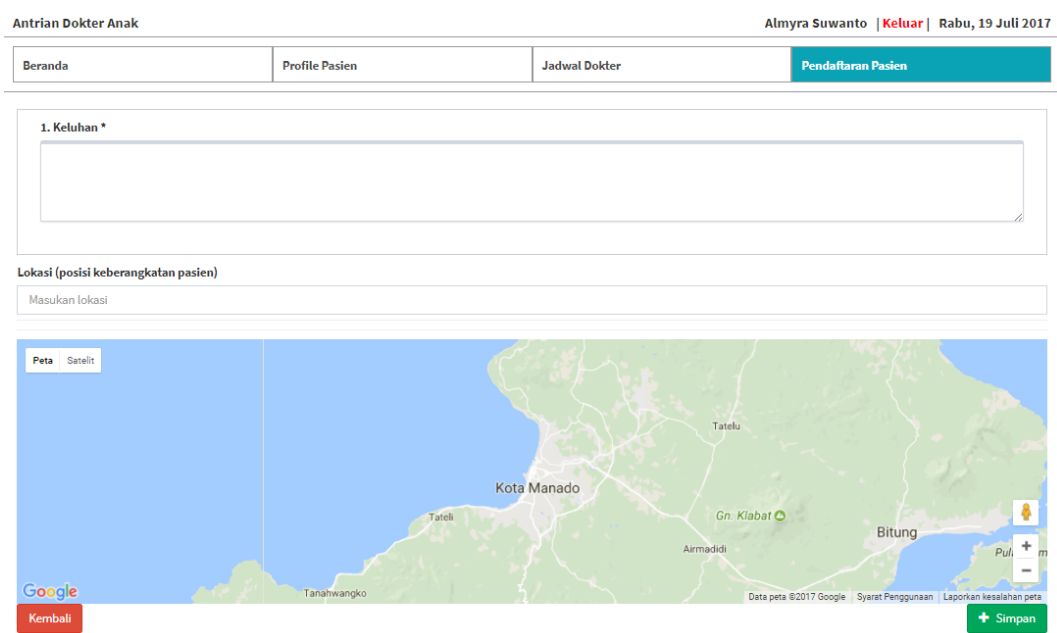 Antrian Dokter Anak Almyra Suwanto |Keluar| Rabu, 19 Juli 2017
Beranda Profile Pasien Jadwal Dokter Pendaftaran Pasien
1. Keluhan *
Lokasi (posisi keberangkatan pasien)
Masukan lokasi
Peta Satelit
Tatelu
Kota Manado
Tateli Gn. Klabat
Bitung
Airmadidi
Tanahwangko
Google Data peta ©2017 Google Syarat Penggunaan Laporkan kesalahan peta
Kembali + Simpan